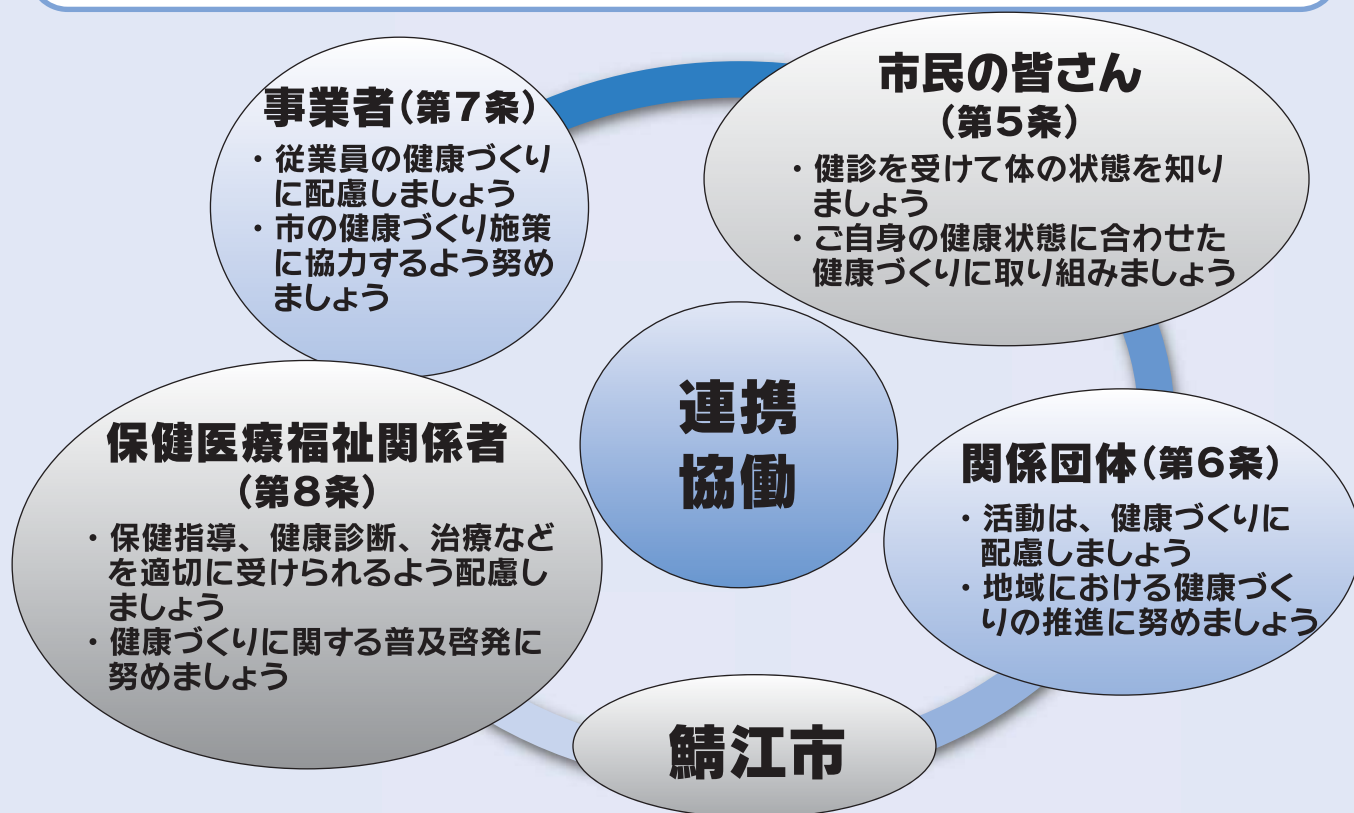 事業者(第7条)
・従業員の健康づくり
に配慮しましょう
・市の健康づくり施策
に協力するよう努め
ましょう
市民の皆さん
(第5条)
・健診を受けて体の状態を知り
ましょう
・ご自身の健康状態に合わせた
健康づくりに取り組みましょう
連携
協働
保健医療福祉関係者
(第8条)
・保健指導、健康診断、治療など
を適切に受けられるよう配慮し
ましょう
・健康づくりに関する普及啓発に
努めましょう
関係団体(第6条)
・活動は、健康づくりに
配慮しましょう
・地域における健康づく
りの推進に努めましょう
鯖江市